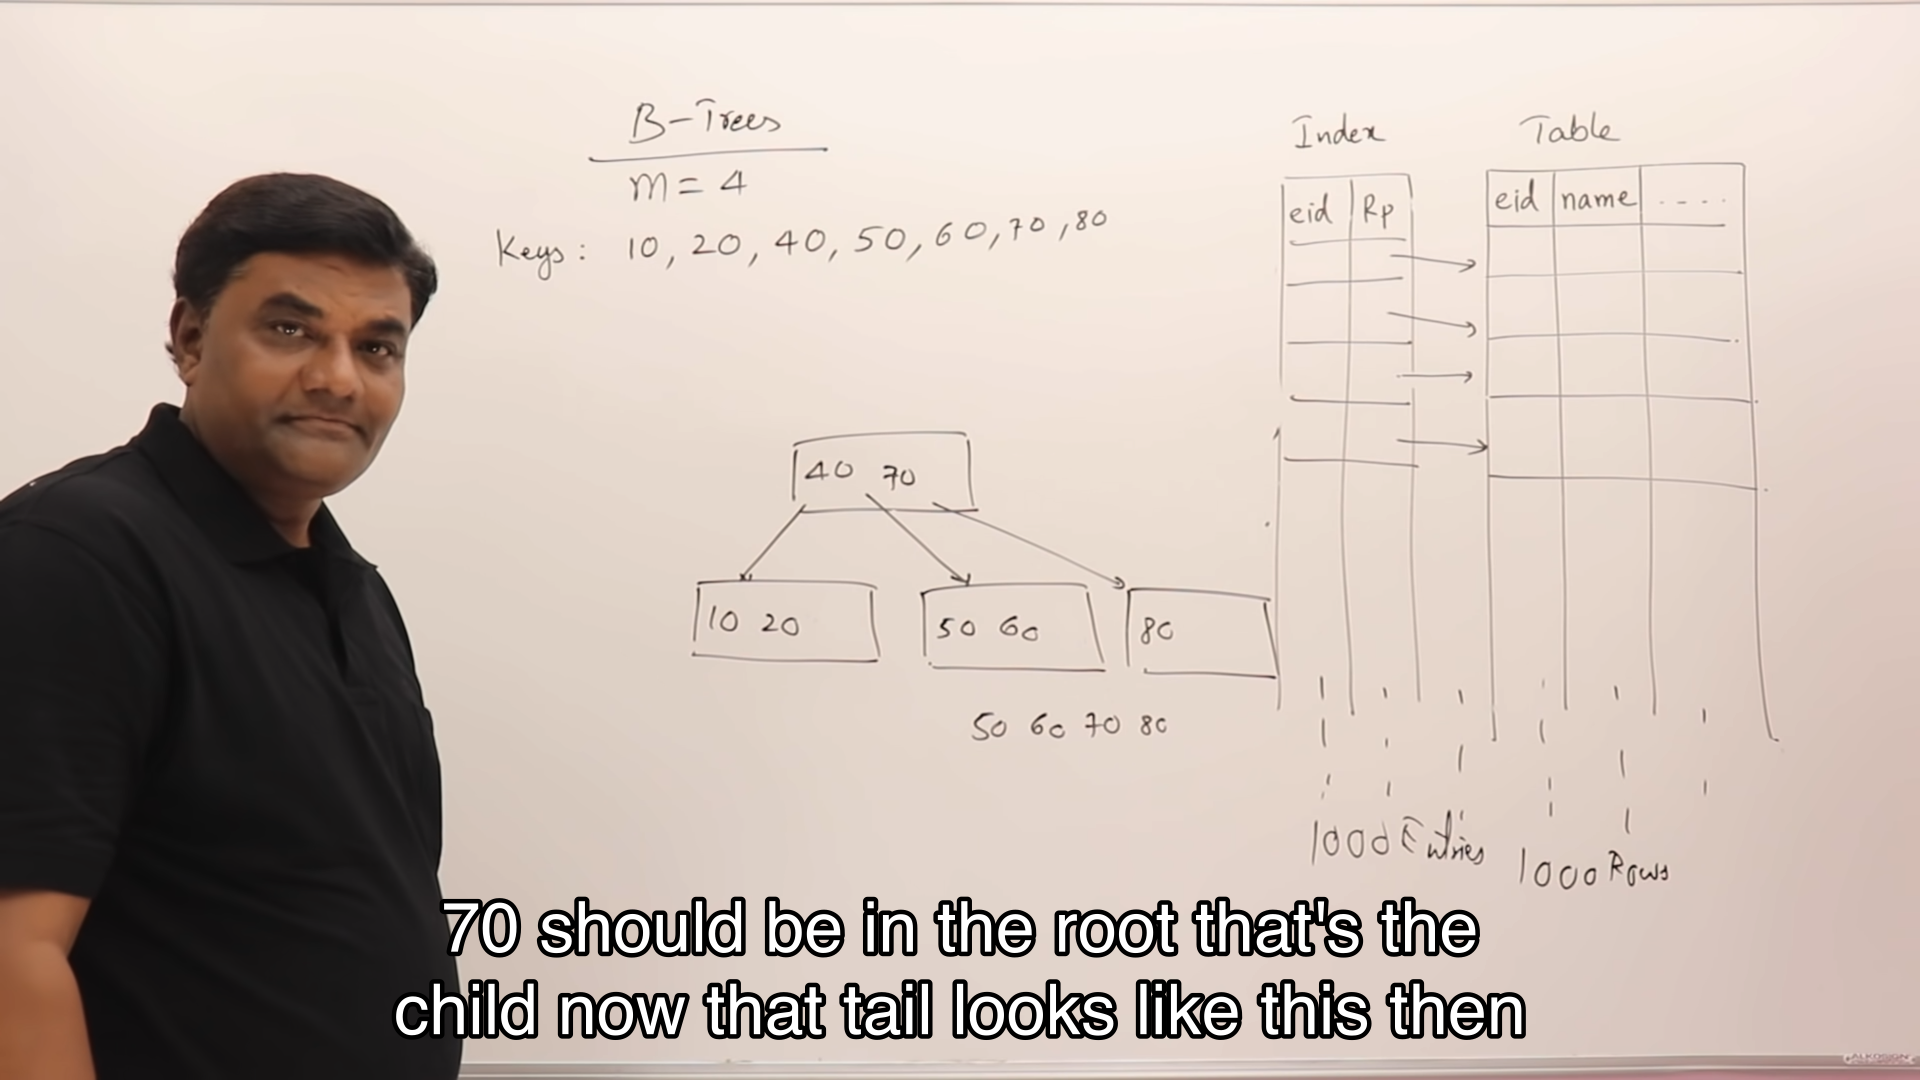 B-Trees
m = 4
Keys: 10, 20, 40, 50, 60, 70, 80
40 70
10 20
50 60
80
50 60 70 80
Index
eid Rp
1000 Entries
Table
eid name ....
1000 Rows
70 should be in the root that's the
child now that tail looks like this then